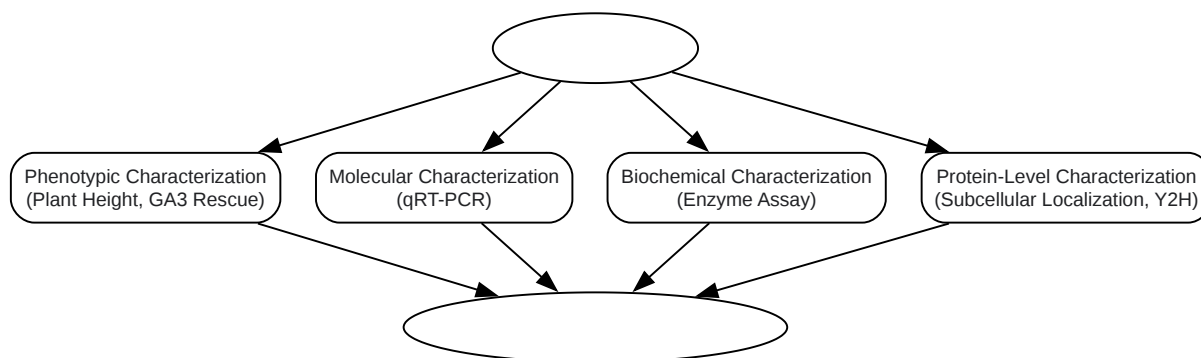 Phenotypic Characterization
(Plant Height, GA3 Rescue)
Molecular Characterization
(qRT-PCR)
Biochemical Characterization
(Enzyme Assay)
Protein-Level Characterization
(Subcellular Localization, Y2H)